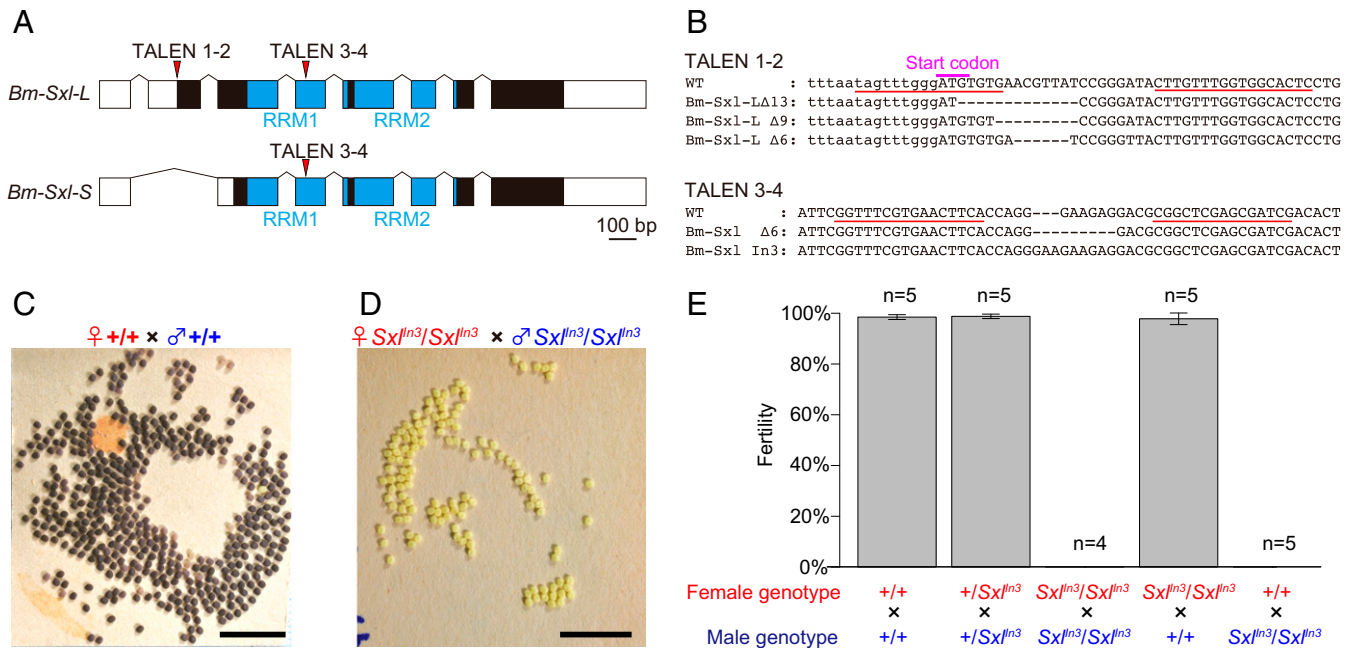 A
TALEN 1-2
TALEN 3-4
Bm-Sxl-L
RRM1
RRM2
TALEN 3-4
Bm-Sxl-S
RRM1
RRM2
100 bp
B
TALEN 1-2
Start codon
WT : tttaatagtttgggATGTGTGAACGTTATCCGGGATACTTGTTTGGTGGCACTCCTG
Bm-Sxl-LΔ13: tttaatagtttgggAT-------------CCGGGATACTTGTTTGGTGGCACTCCTG
Bm-Sxl-L Δ9: tttaatagtttgggATGTGT---------CCGGGATACTTGTTTGGTGGCACTCCTG
Bm-Sxl-L Δ6: tttaatagtttgggATGTGTGA------TCCGGGTTACTTGTTTGGTGGCACTCCTG
TALEN 3-4
WT : ATTCGGTTTCGTGAACTTCACCAGG---GAAGAGGACGCGGCTCGAGCGATCGACACT
Bm-Sxl Δ6: ATTCGGTTTCGTGAACTTCACCAGG---------GACGCGGCTCGAGCGATCGACACT
Bm-Sxl In3: ATTCGGTTTCGTGAACTTCACCAGGGAAGAAGAGGACGCGGCTCGAGCGATCGACACT
C
♀+/+ × ♂+/+
D
♀Sxl^In3/Sxl^In3 × ♂Sxl^In3/Sxl^In3
E
n=5 n=5 n=4 n=5 n=5
100%
80%
60%
40%
20%
0%
Fertility
Female genotype +/+ +/Sxl^In3 Sxl^In3/Sxl^In3 Sxl^In3/Sxl^In3 +/+
× × × × ×
Male genotype +/+ +/Sxl^In3 Sxl^In3/Sxl^In3 +/+ Sxl^In3/Sxl^In3